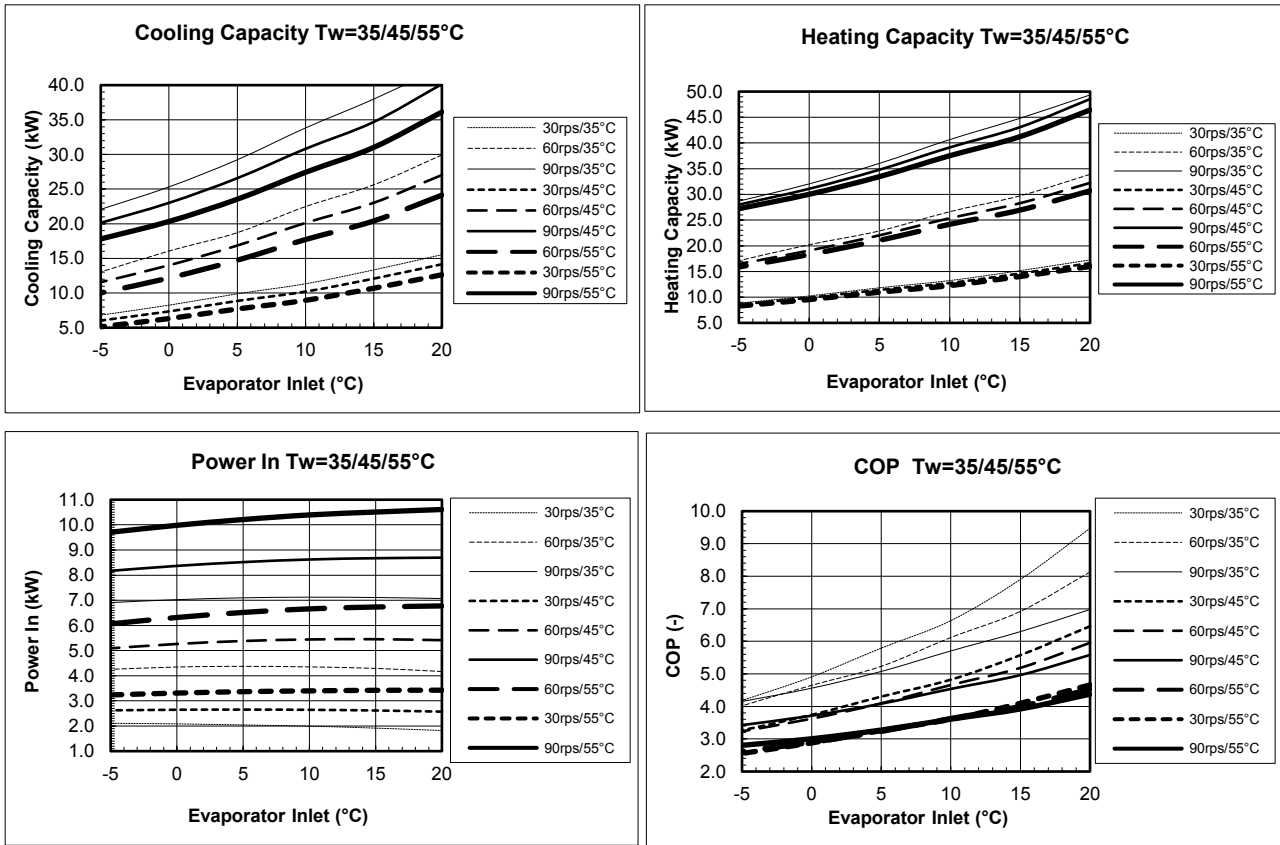 Cooling Capacity Tw=35/45/55°C
Cooling Capacity (kW)
40.0
35.0
30.0
25.0
20.0
15.0
10.0
5.0
-5 0 5 10 15 20
Evaporator Inlet (°C)
30rps/35°C
60rps/35°C
90rps/35°C
30rps/45°C
60rps/45°C
90rps/45°C
60rps/55°C
30rps/55°C
90rps/55°C
Heating Capacity Tw=35/45/55°C
Heating Capacity (kW)
50.0
45.0
40.0
35.0
30.0
25.0
20.0
15.0
10.0
5.0
-5 0 5 10 15 20
Evaporator Inlet (°C)
30rps/35°C
60rps/35°C
90rps/35°C
30rps/45°C
60rps/45°C
90rps/45°C
60rps/55°C
30rps/55°C
90rps/55°C
Power In Tw=35/45/55°C
Power In (kW)
11.0
10.0
9.0
8.0
7.0
6.0
5.0
4.0
3.0
2.0
1.0
-5 0 5 10 15 20
Evaporator Inlet (°C)
30rps/35°C
60rps/35°C
90rps/35°C
30rps/45°C
60rps/45°C
90rps/45°C
60rps/55°C
30rps/55°C
90rps/55°C
COP Tw=35/45/55°C
COP (-)
10.0
9.0
8.0
7.0
6.0
5.0
4.0
3.0
2.0
-5 0 5 10 15 20
Evaporator Inlet (°C)
30rps/35°C
60rps/35°C
90rps/35°C
30rps/45°C
60rps/45°C
90rps/45°C
60rps/55°C
30rps/55°C
90rps/55°C